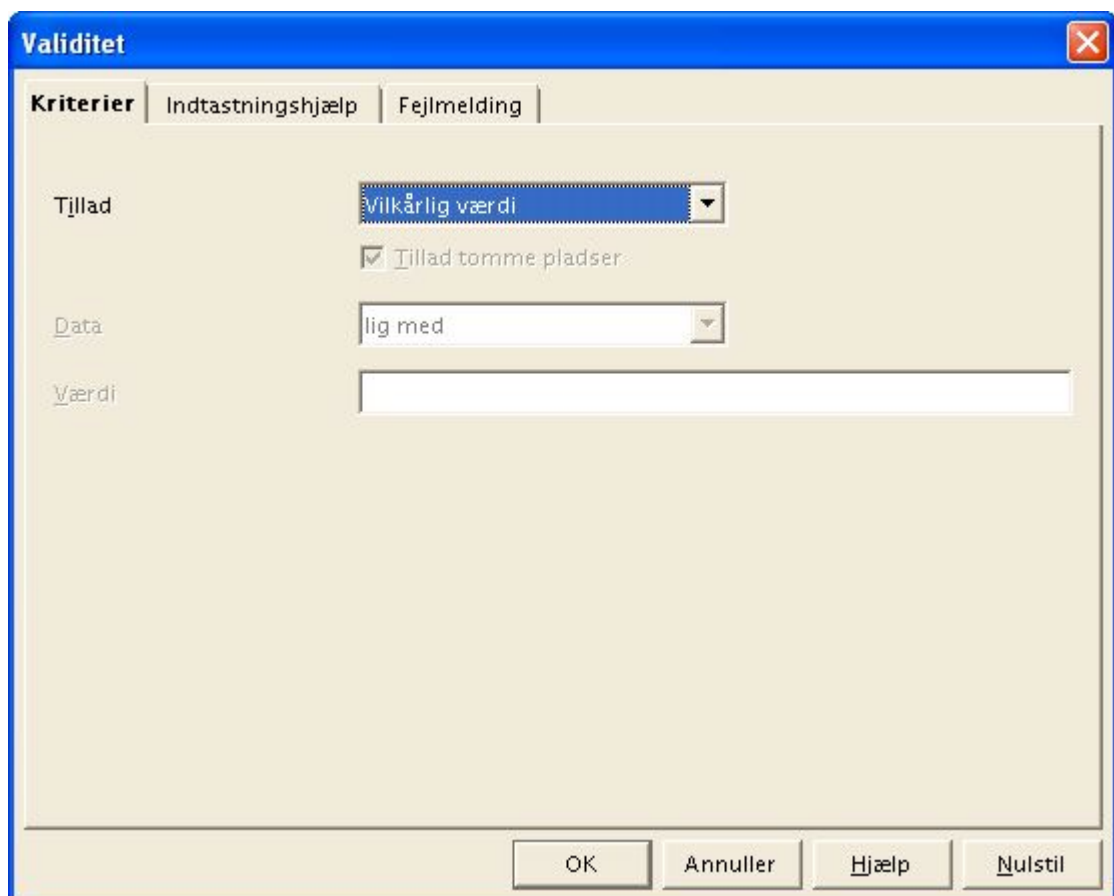 Validitet
Kriterier Indtastningshjælp Fejlmelding
Tillad Vilkårlig værdi
Tillad tomme pladser
Data lig med
Værdi
OK Annuller Hjælp Nulstil